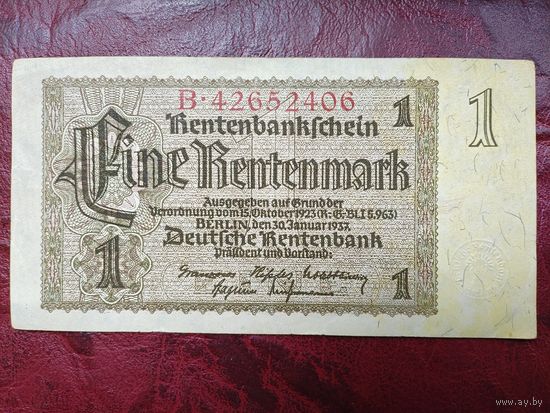 B·42652406
Rentenbankschein
1
1
Eine Rentenmark
Ausgegeben auf Grund der
Verordnung vom 15. Oktober 1923 (R.-G-Bl. I S. 963)
BERLIN, den 30. Januar 1937
Deutsche Rentenbank
Präsident und Vorstand:
1
1
www.ay.by